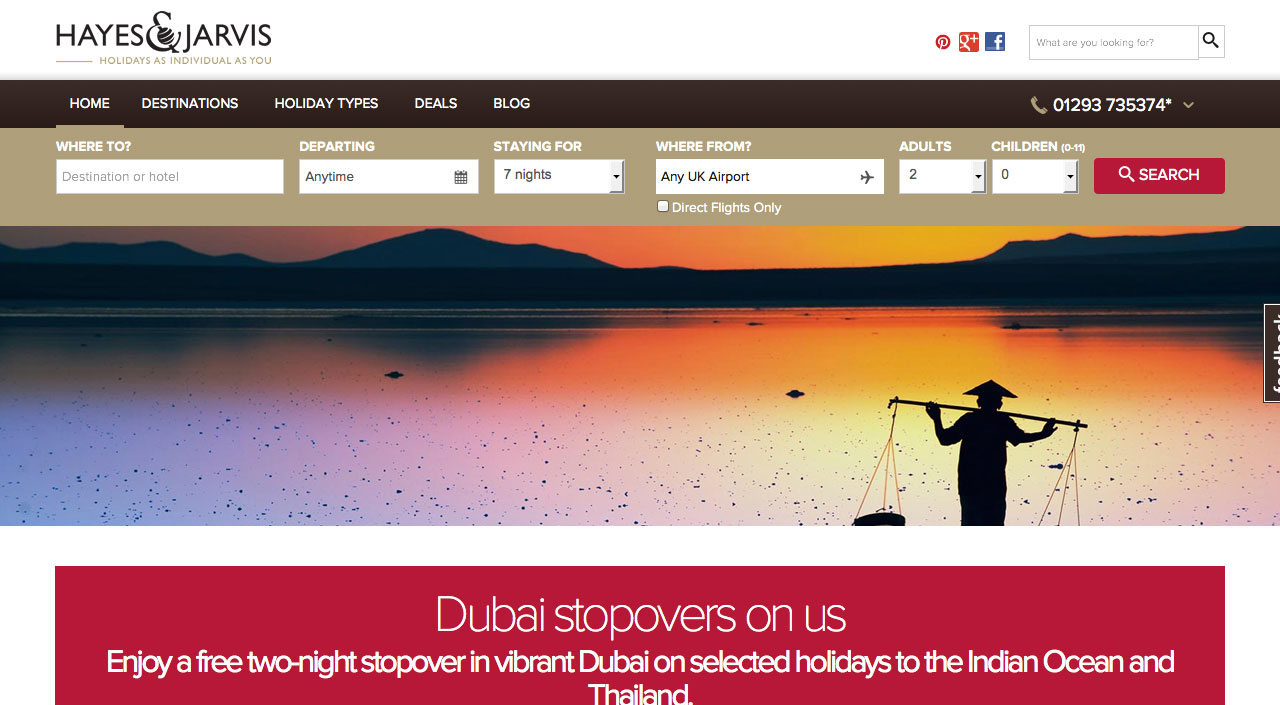 HAYES & JARVIS
HOLIDAYS AS INDIVIDUAL AS YOU
What are you looking for?
HOME DESTINATIONS HOLIDAY TYPES DEALS BLOG 01293 735374*
WHERE TO? DEPARTING STAYING FOR WHERE FROM? ADULTS CHILDREN (0-11)
Destination or hotel Anytime 7 nights Any UK Airport 2 0 SEARCH
Direct Flights Only
feedback
Dubai stopovers on us
Enjoy a free two-night stopover in vibrant Dubai on selected holidays to the Indian Ocean and
Thailand.